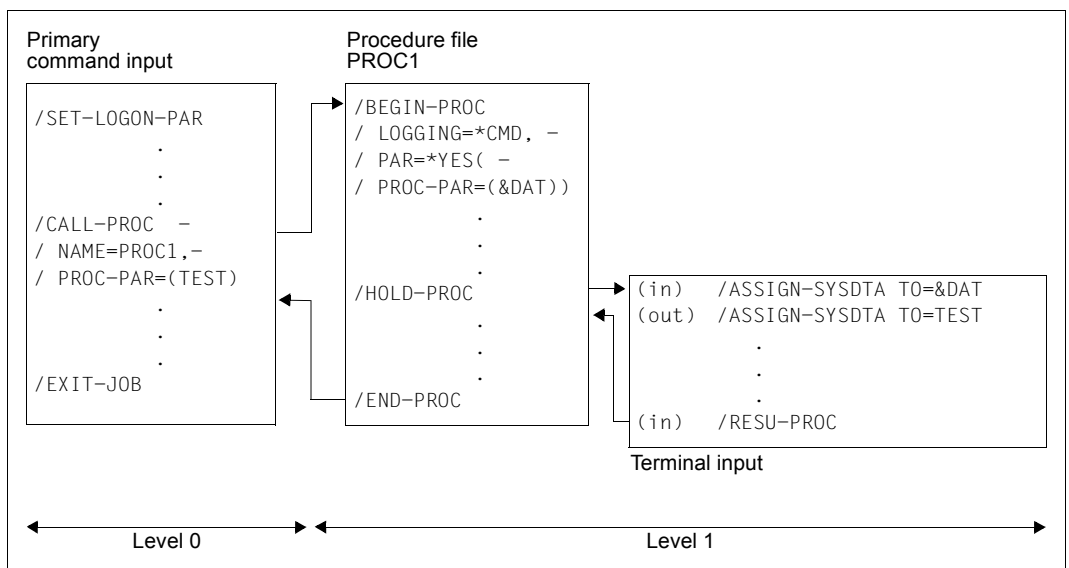 Primary
command input
/SET-LOGON-PAR
.
.
.
/CALL-PROC –
/ NAME=PROC1,–
/ PROC-PAR=(TEST)
.
.
.
/EXIT-JOB
Procedure file
PROC1
/BEGIN-PROC
/ LOGGING=*CMD, –
/ PAR=*YES( –
/ PROC-PAR=(&DAT))
.
.
.
/HOLD-PROC
.
.
.
/END-PROC
(in) /ASSIGN-SYSDTA TO=&DAT
(out) /ASSIGN-SYSDTA TO=TEST
.
.
.
(in) /RESU-PROC
Terminal input
Level 0
Level 1